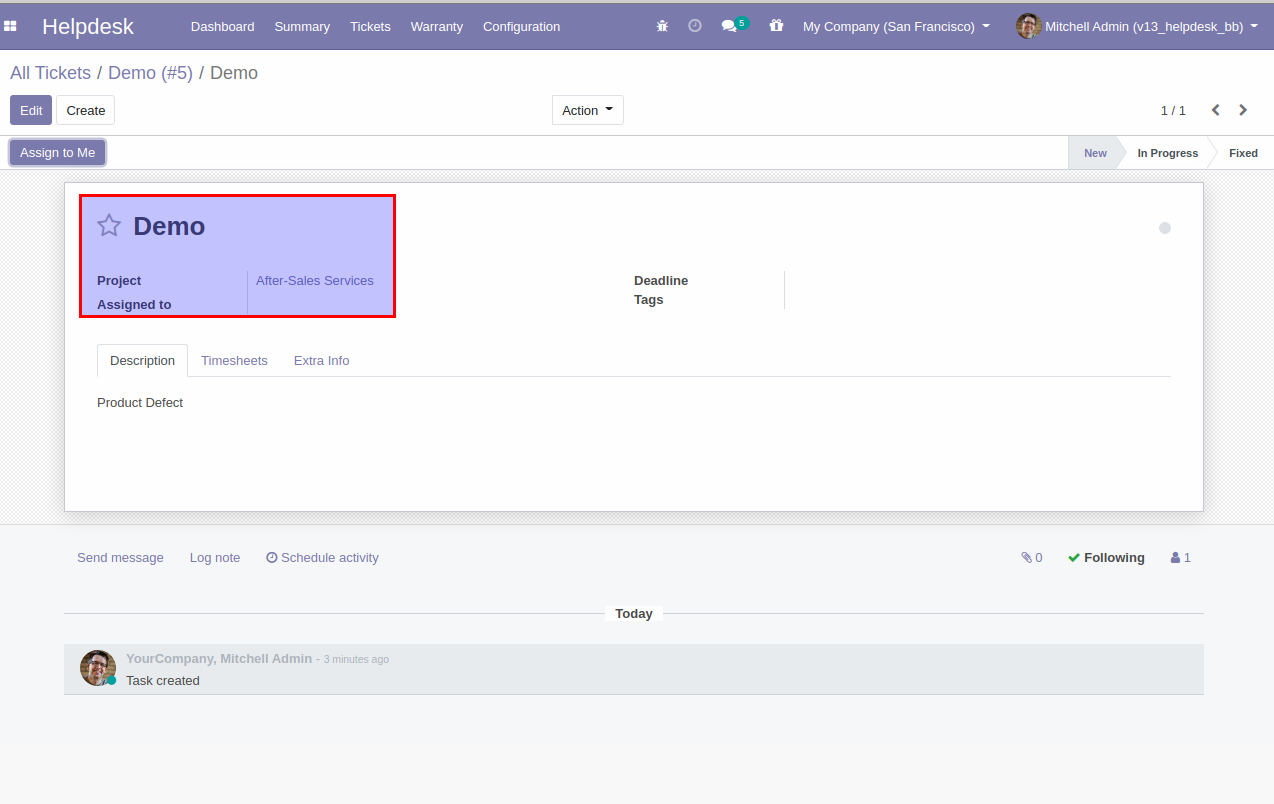 Helpdesk Dashboard Summary Tickets Warranty Configuration 5 My Company (San Francisco) Mitchell Admin (v13_helpdesk_bb)
All Tickets / Demo (#5) / Demo
Edit Create Action 1 / 1
Assign to Me New In Progress Fixed
Demo
Project After-Sales Services Deadline
Assigned to Tags
Description Timesheets Extra Info
Product Defect
Send message Log note Schedule activity 0 Following 1
Today
YourCompany, Mitchell Admin - 3 minutes ago
Task created